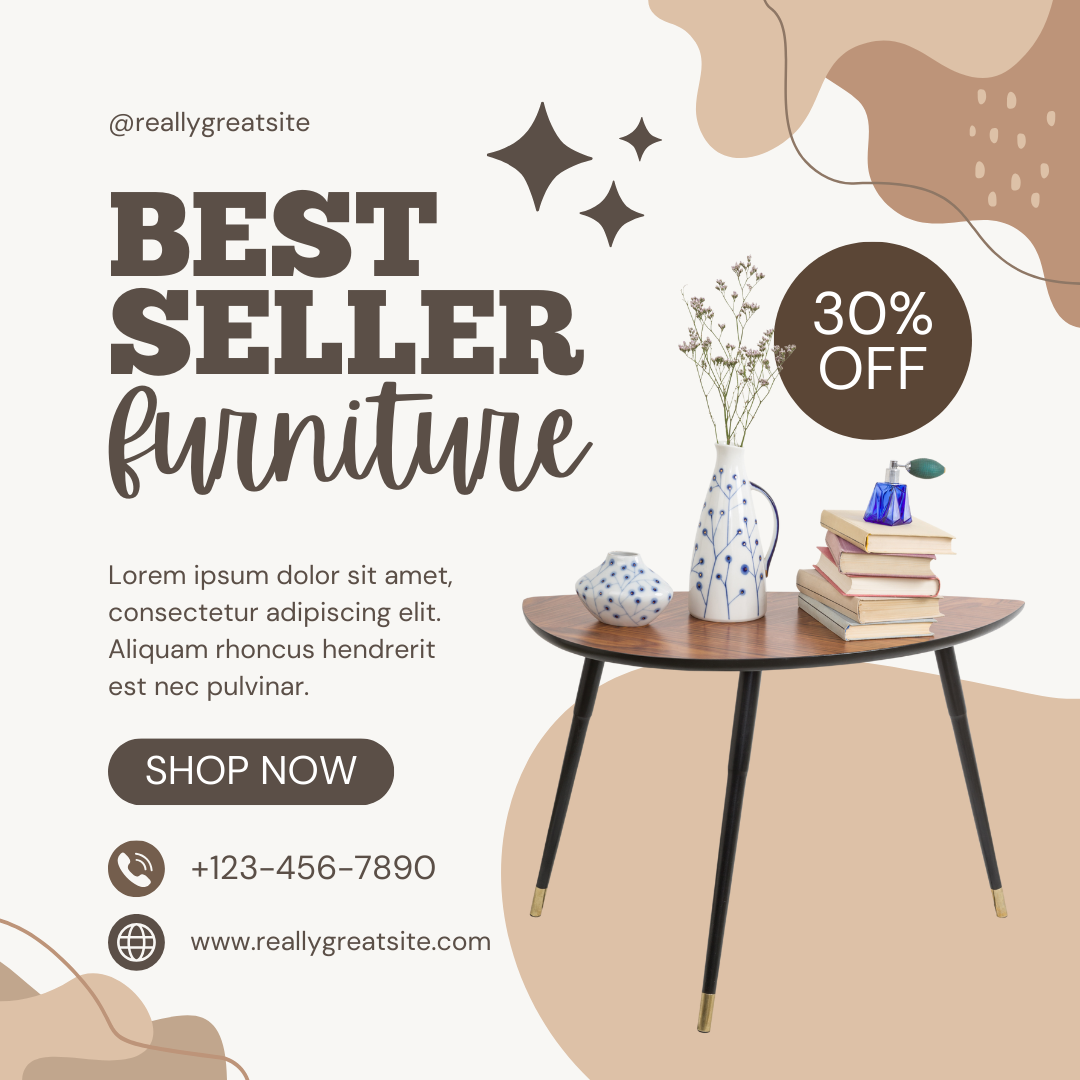 @reallygreatsite
BEST
SELLER
furniture
30%
OFF
Lorem ipsum dolor sit amet,
consectetur adipiscing elit.
Aliquam rhoncus hendrerit
est nec pulvinar.
SHOP NOW
+123-456-7890
www.reallygreatsite.com